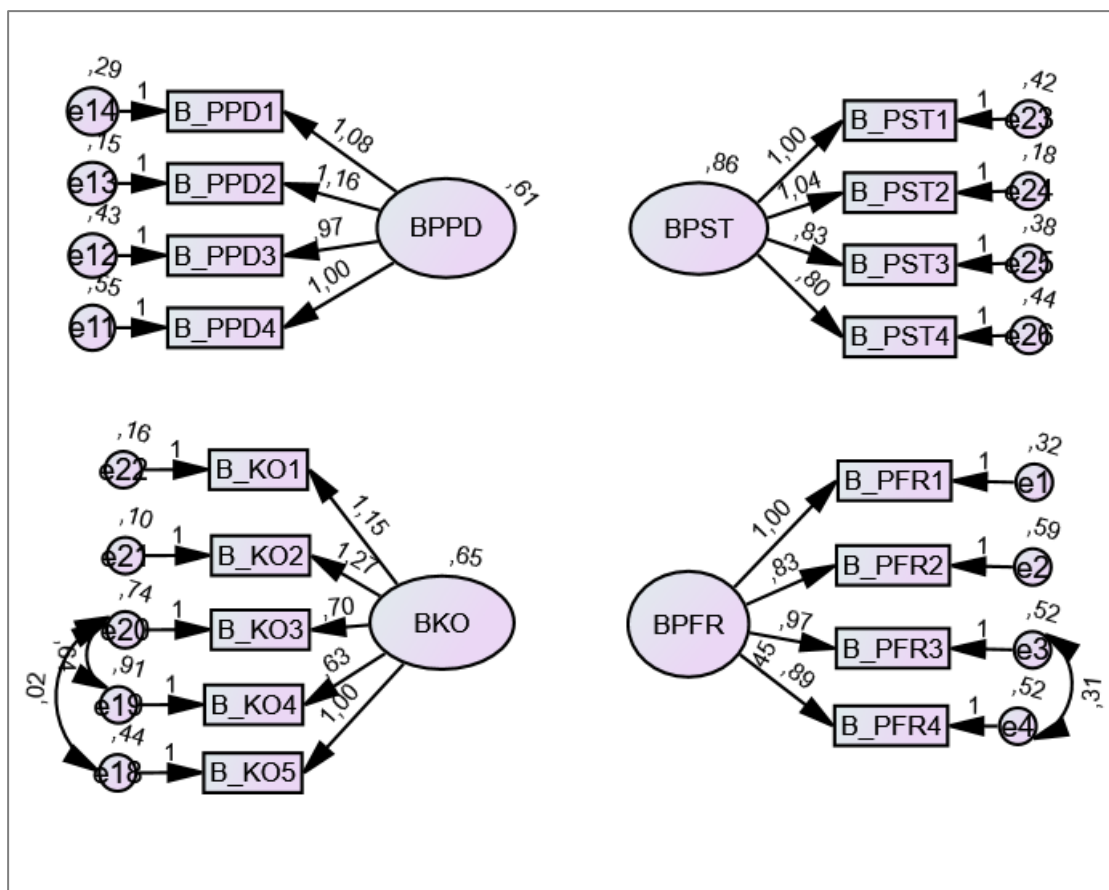 ,29
e14
1
B_PPD1
1,08
,15
e13
1
B_PPD2
1,16
,43
e12
1
B_PPD3
,97
,55
e11
1
B_PPD4
1,00
BPPD
,61
BPST
,86
1,00
B_PST1
1
,42
e23
1,04
B_PST2
1
,18
e24
,83
B_PST3
1
,38
e25
,80
B_PST4
1
,44
e26
,16
e22
1
B_KO1
1,15
,10
e21
1
B_KO2
1,27
,74
e20
1
B_KO3
,70
,91
e19
1
B_KO4
,63
,44
e18
1
B_KO5
1,00
,02
BKO
,65
BPFR
,45
1,00
B_PFR1
1
,32
e1
,83
B_PFR2
1
,59
e2
,97
B_PFR3
1
,52
e3
,89
B_PFR4
1
,52
e4
,31